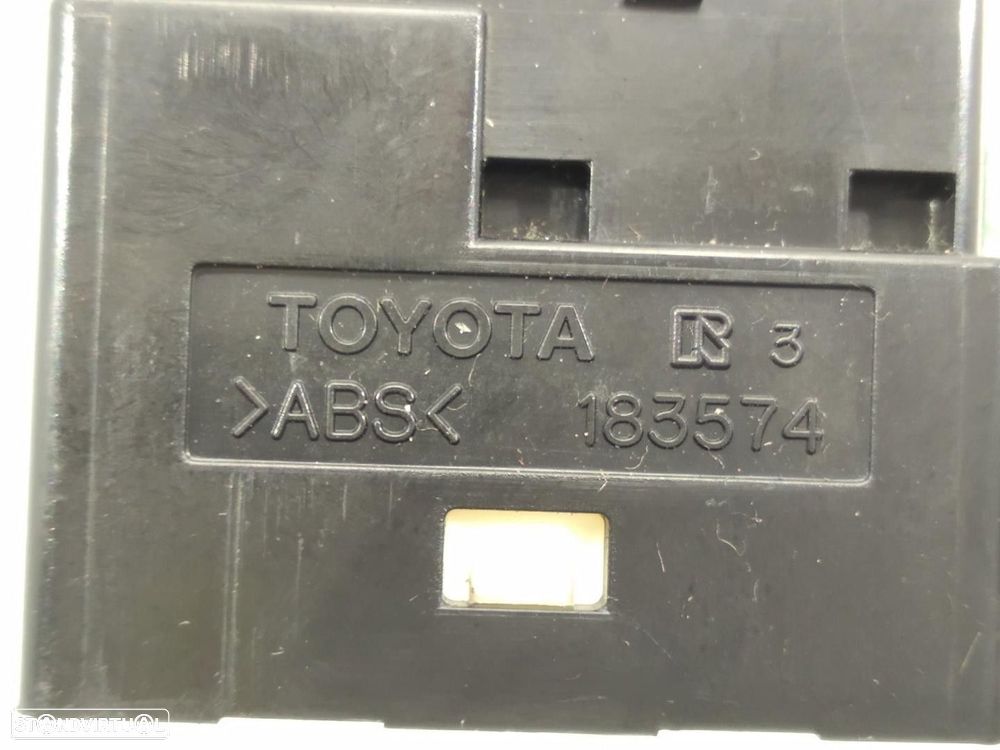 TOYOTA R 3
>ABS< 183574
STANDVIRTUAL